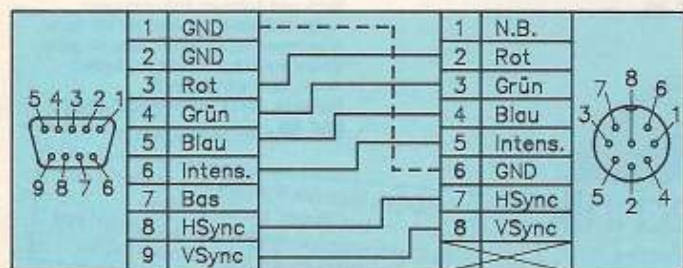 1 GND 1 N.B.
2 GND 2 Rot
3 Rot 3 Grün
4 Grün 4 Blau
5 Blau 5 Intens.
6 Intens. 6 GND
7 Bas 7 HSync
8 HSync 8 VSync
9 VSync
5 4 3 2 1
9 8 7 6
8
7 6
3 1
5 4
2